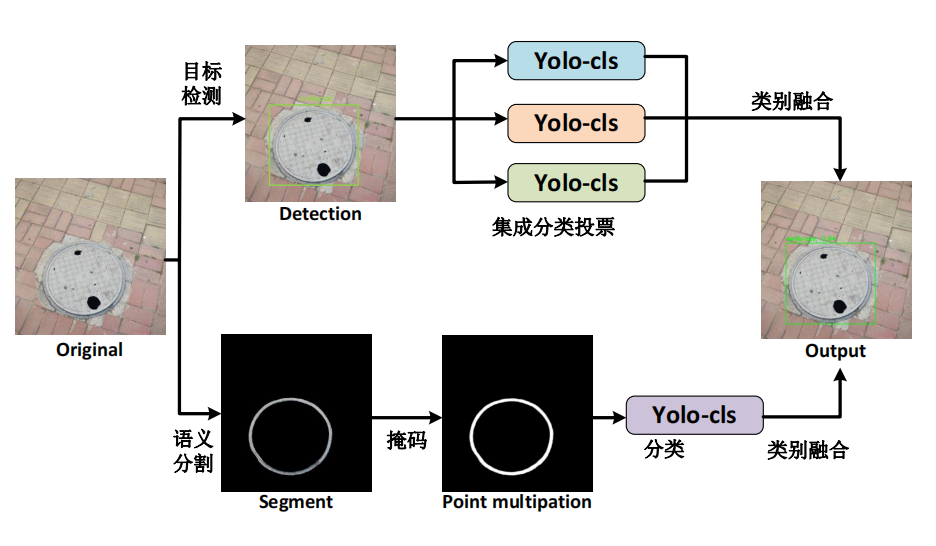 目标
检测
Detection
Yolo-cls
Yolo-cls
Yolo-cls
集成分类投票
类别融合
Original
Output
语义
分割
Segment
掩码
Point multipation
Yolo-cls
分类
类别融合